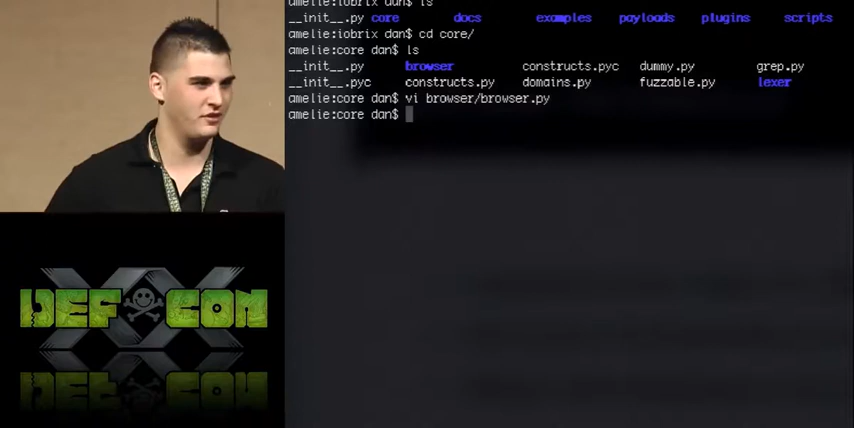 amelie:iobrix dan$ ls
__init__.py core docs examples payloads plugins scripts
amelie:iobrix dan$ cd core/
amelie:core dan$ ls
__init__.py browser constructs.pyc dummy.py grep.py
__init__.pyc constructs.py domains.py fuzzable.py lexer
amelie:core dan$ vi browser/browser.py
amelie:core dan$
DEF CON
XX